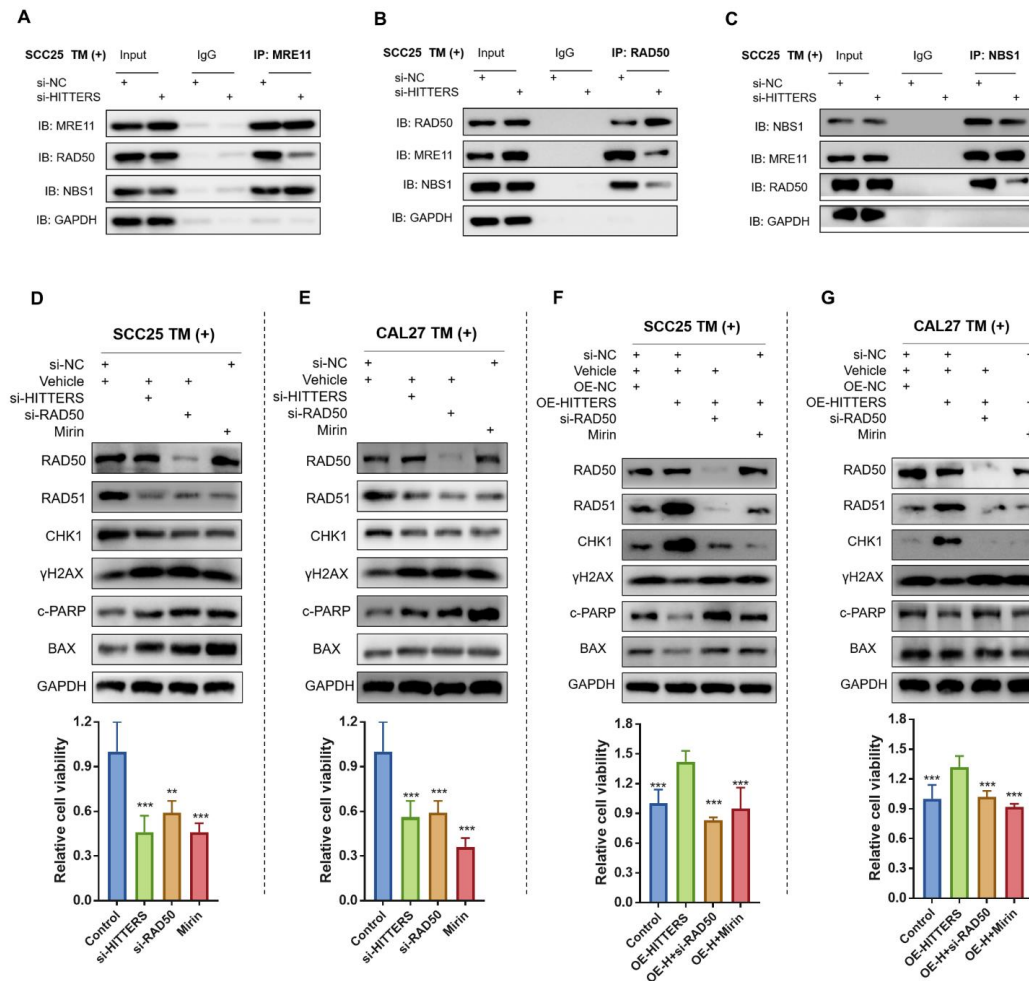 A
SCC25 TM (+) Input IgG IP: MRE11
si-NC + + +
si-HITTERS + + +
IB: MRE11
IB: RAD50
IB: NBS1
IB: GAPDH
B
SCC25 TM (+) Input IgG IP: RAD50
si-NC + + +
si-HITTERS + + +
IB: RAD50
IB: MRE11
IB: NBS1
IB: GAPDH
C
SCC25 TM (+) Input IgG IP: NBS1
si-NC + + +
si-HITTERS + + +
IB: NBS1
IB: MRE11
IB: RAD50
IB: GAPDH
D
SCC25 TM (+)
si-NC + +
Vehicle + + +
si-HITTERS +
si-RAD50 +
Mirin +
RAD50
RAD51
CHK1
γH2AX
c-PARP
BAX
GAPDH
Relative cell viability
1.2
0.9
0.6
0.3
0.0
*** ** ***
Control si-HITTERS si-RAD50 Mirin
E
CAL27 TM (+)
si-NC + +
Vehicle + + +
si-HITTERS +
si-RAD50 +
Mirin +
RAD50
RAD51
CHK1
γH2AX
c-PARP
BAX
GAPDH
Relative cell viability
1.2
0.9
0.6
0.3
0.0
*** *** ***
Control si-HITTERS si-RAD50 Mirin
F
SCC25 TM (+)
si-NC + + +
Vehicle + + +
OE-NC +
OE-HITTERS + + +
si-RAD50 +
Mirin +
RAD50
RAD51
CHK1
γH2AX
c-PARP
BAX
GAPDH
Relative cell viability
1.8
1.5
1.2
0.9
0.6
0.3
0.0
*** *** ***
Control OE-HITTERS OE-H+si-RAD50 OE-H+Mirin
G
CAL27 TM (+)
si-NC + + +
Vehicle + + +
OE-NC +
OE-HITTERS + + +
si-RAD50 +
Mirin +
RAD50
RAD51
CHK1
γH2AX
c-PARP
BAX
GAPDH
Relative cell viability
1.8
1.5
1.2
0.9
0.6
0.3
0.0
*** *** ***
Control OE-HITTERS OE-H+si-RAD50 OE-H+Mirin